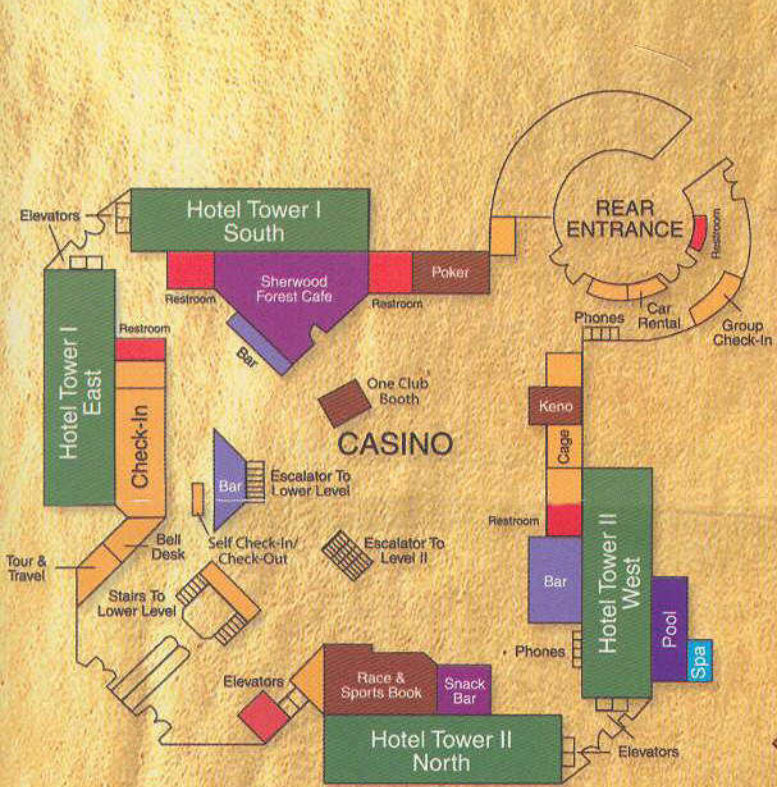 Elevators
Hotel Tower I
South
REAR
ENTRANCE
Restroom
Restroom
Sherwood
Forest Cafe
Restroom
Poker
Bar
Phones
Car
Rental
Group
Check-In
Restroom
Hotel Tower I
East
Check-In
One Club
Booth
CASINO
Keno
Cage
Bar
Escalator To
Lower Level
Self Check-In/
Check-Out
Escalator To
Level II
Restroom
Bell
Desk
Tour &
Travel
Stairs To
Lower Level
Bar
Hotel Tower II
West
Pool
Spa
Phones
Elevators
Race &
Sports Book
Snack
Bar
Hotel Tower II
North
Elevators